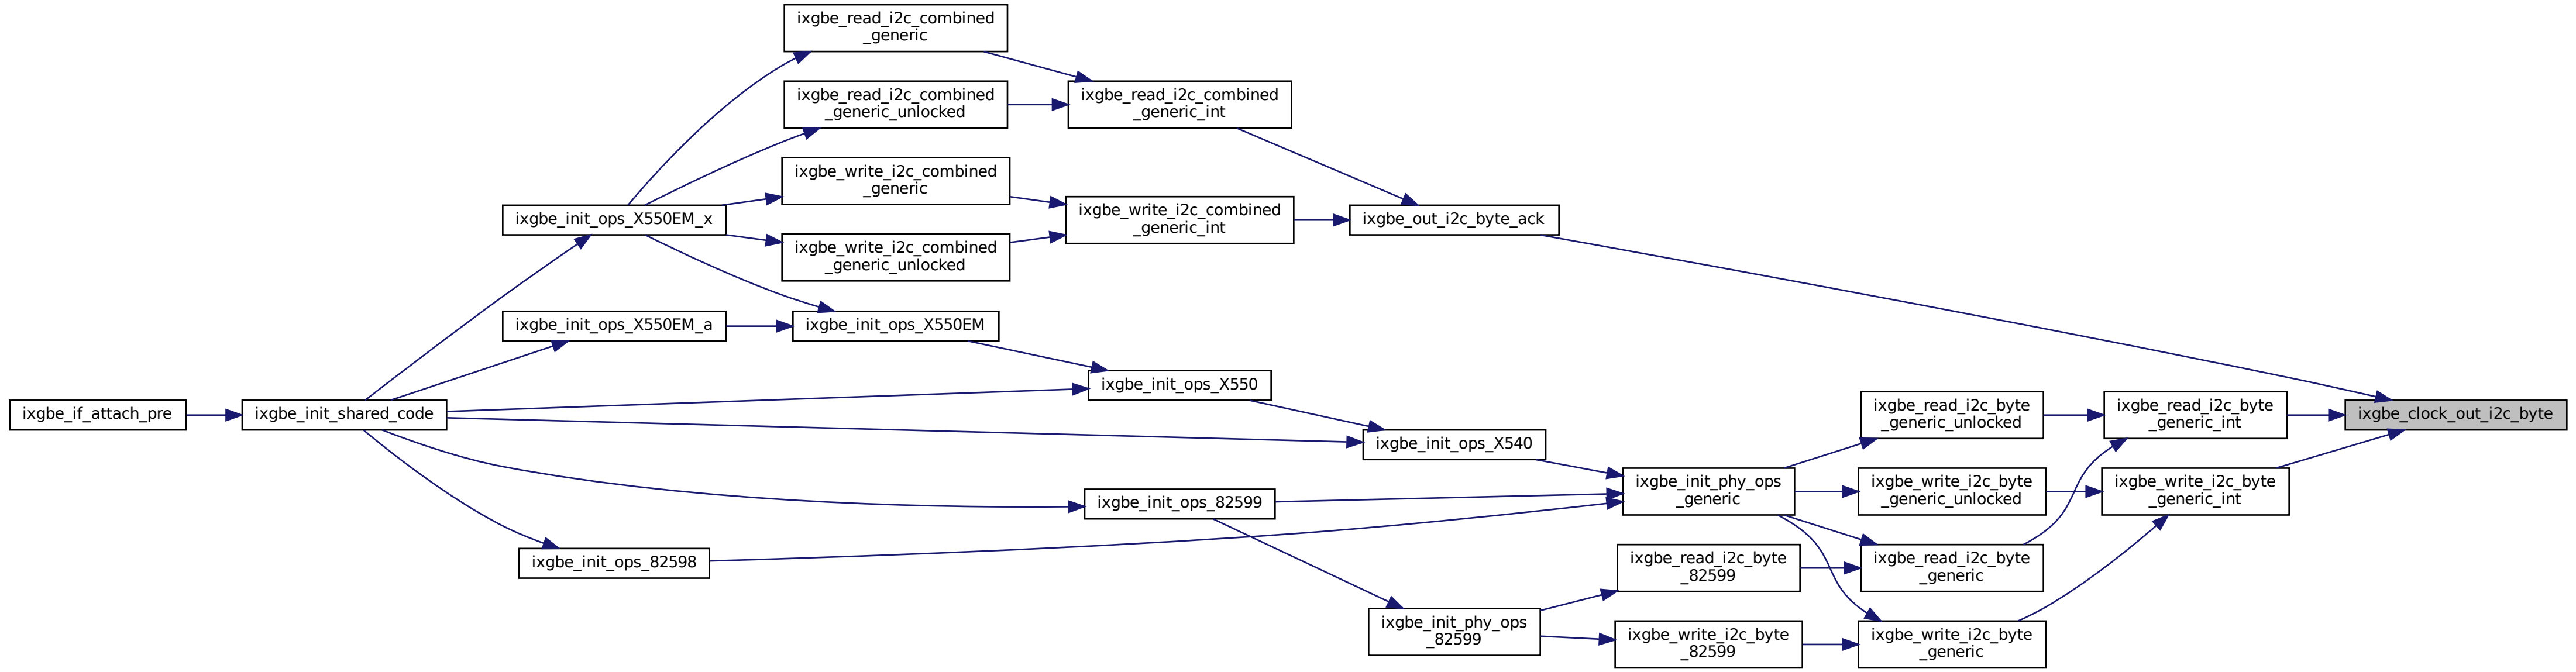 ixgbe_read_i2c_combined
_generic
ixgbe_read_i2c_combined
_generic_unlocked
ixgbe_read_i2c_combined
_generic_int
ixgbe_write_i2c_combined
_generic
ixgbe_init_ops_X550EM_x
ixgbe_write_i2c_combined
_generic_int
ixgbe_out_i2c_byte_ack
ixgbe_write_i2c_combined
_generic_unlocked
ixgbe_init_ops_X550EM_a
ixgbe_init_ops_X550EM
ixgbe_init_ops_X550
ixgbe_if_attach_pre
ixgbe_init_shared_code
ixgbe_read_i2c_byte
_generic_unlocked
ixgbe_read_i2c_byte
_generic_int
ixgbe_clock_out_i2c_byte
ixgbe_init_ops_X540
ixgbe_init_phy_ops
_generic
ixgbe_write_i2c_byte
_generic_unlocked
ixgbe_write_i2c_byte
_generic_int
ixgbe_init_ops_82599
ixgbe_init_ops_82598
ixgbe_read_i2c_byte
_82599
ixgbe_read_i2c_byte
_generic
ixgbe_init_phy_ops
_82599
ixgbe_write_i2c_byte
_82599
ixgbe_write_i2c_byte
_generic